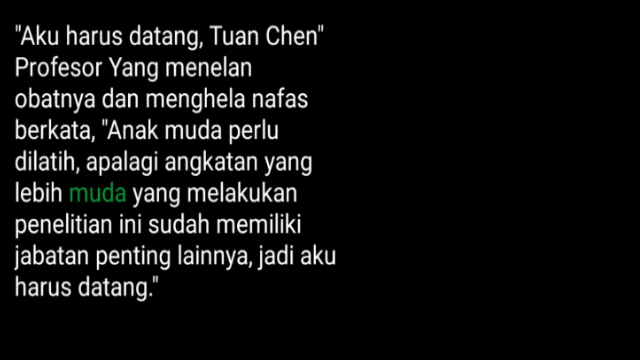 "Aku harus datang, Tuan Chen"
Profesor Yang menelan
obatnya dan menghela nafas
berkata, "Anak muda perlu
dilatih, apalagi angkatan yang
lebih muda yang melakukan
penelitian ini sudah memiliki
jabatan penting lainnya, jadi aku
harus datang."